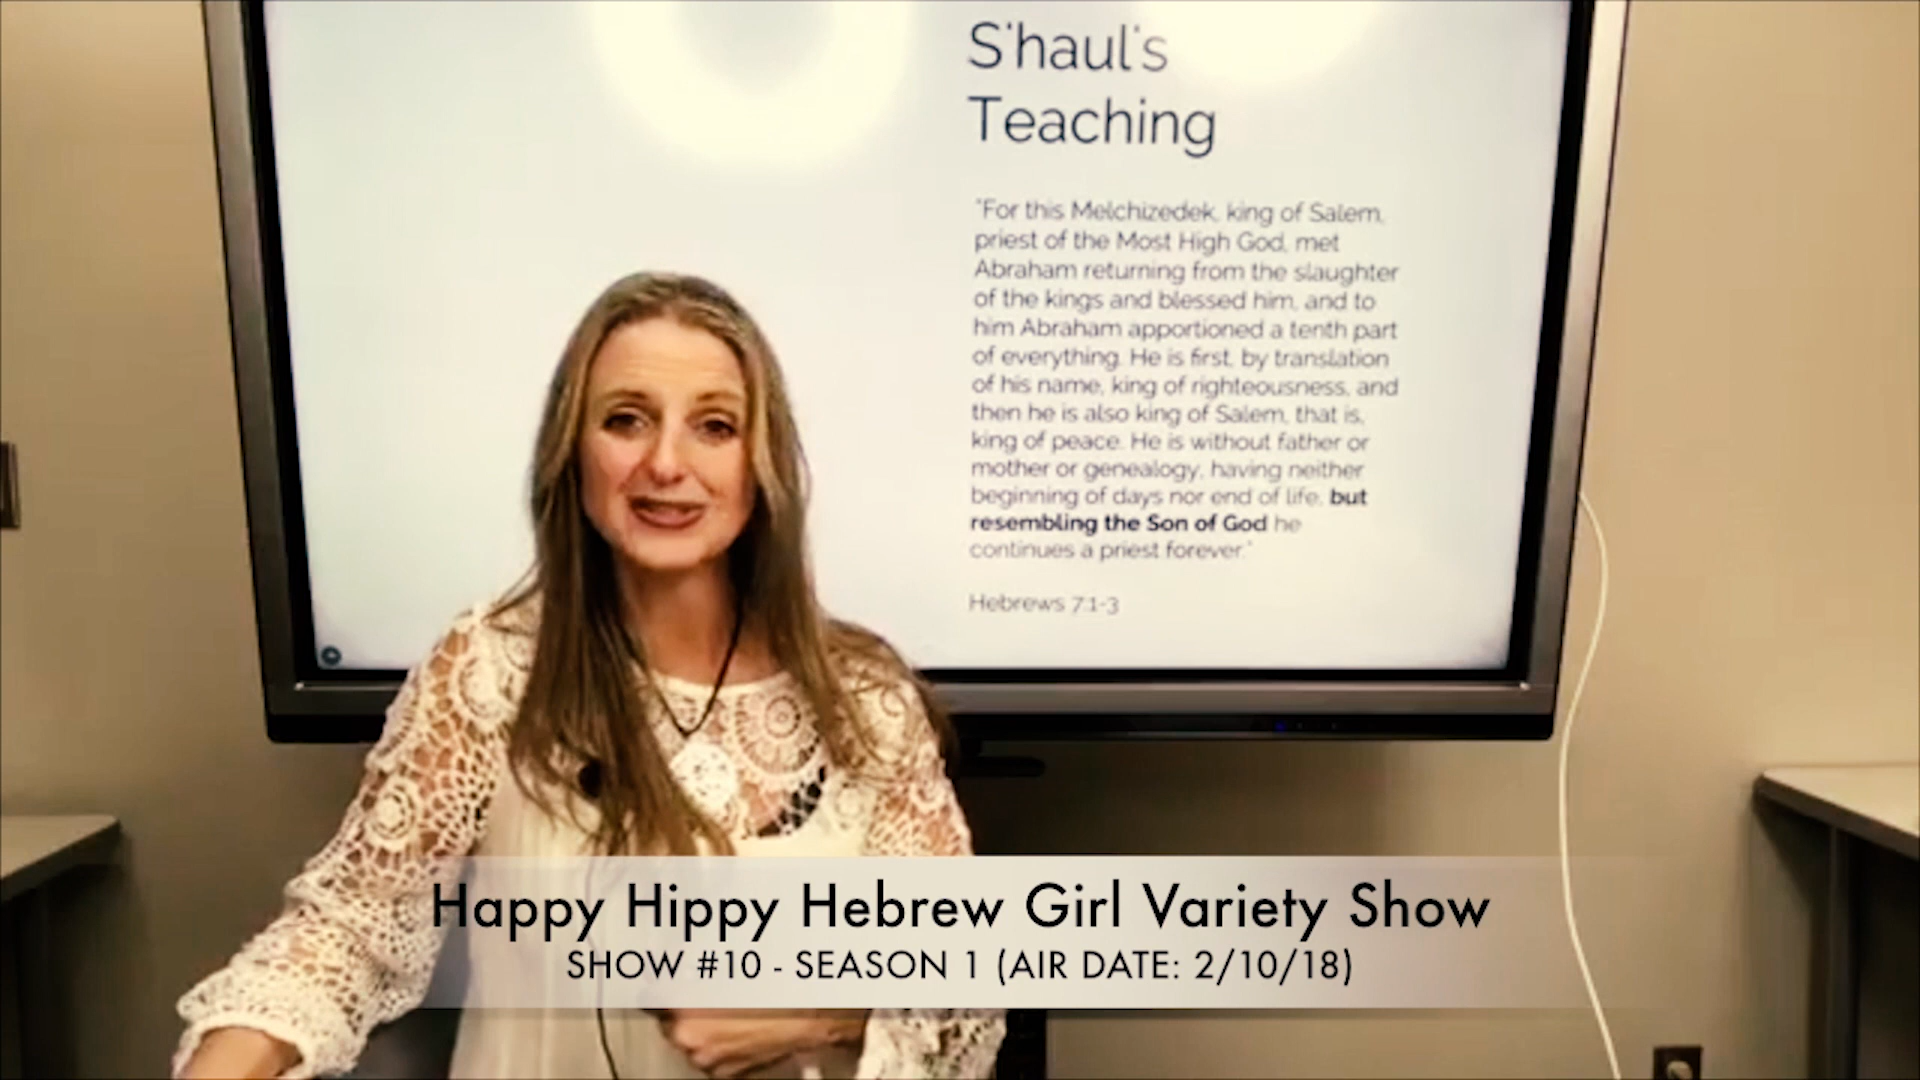 S'haul's
Teaching
"For this Melchizedek, king of Salem,
priest of the Most High God, met
Abraham returning from the slaughter
of the kings and blessed him, and to
him Abraham apportioned a tenth part
of everything. He is first, by translation
of his name, king of righteousness, and
then he is also king of Salem, that is,
king of peace. He is without father or
mother or genealogy, having neither
beginning of days nor end of life, but
resembling the Son of God he
continues a priest forever."
Hebrews 7:1-3
Happy Hippy Hebrew Girl Variety Show
SHOW #10 - SEASON 1 (AIR DATE: 2/10/18)